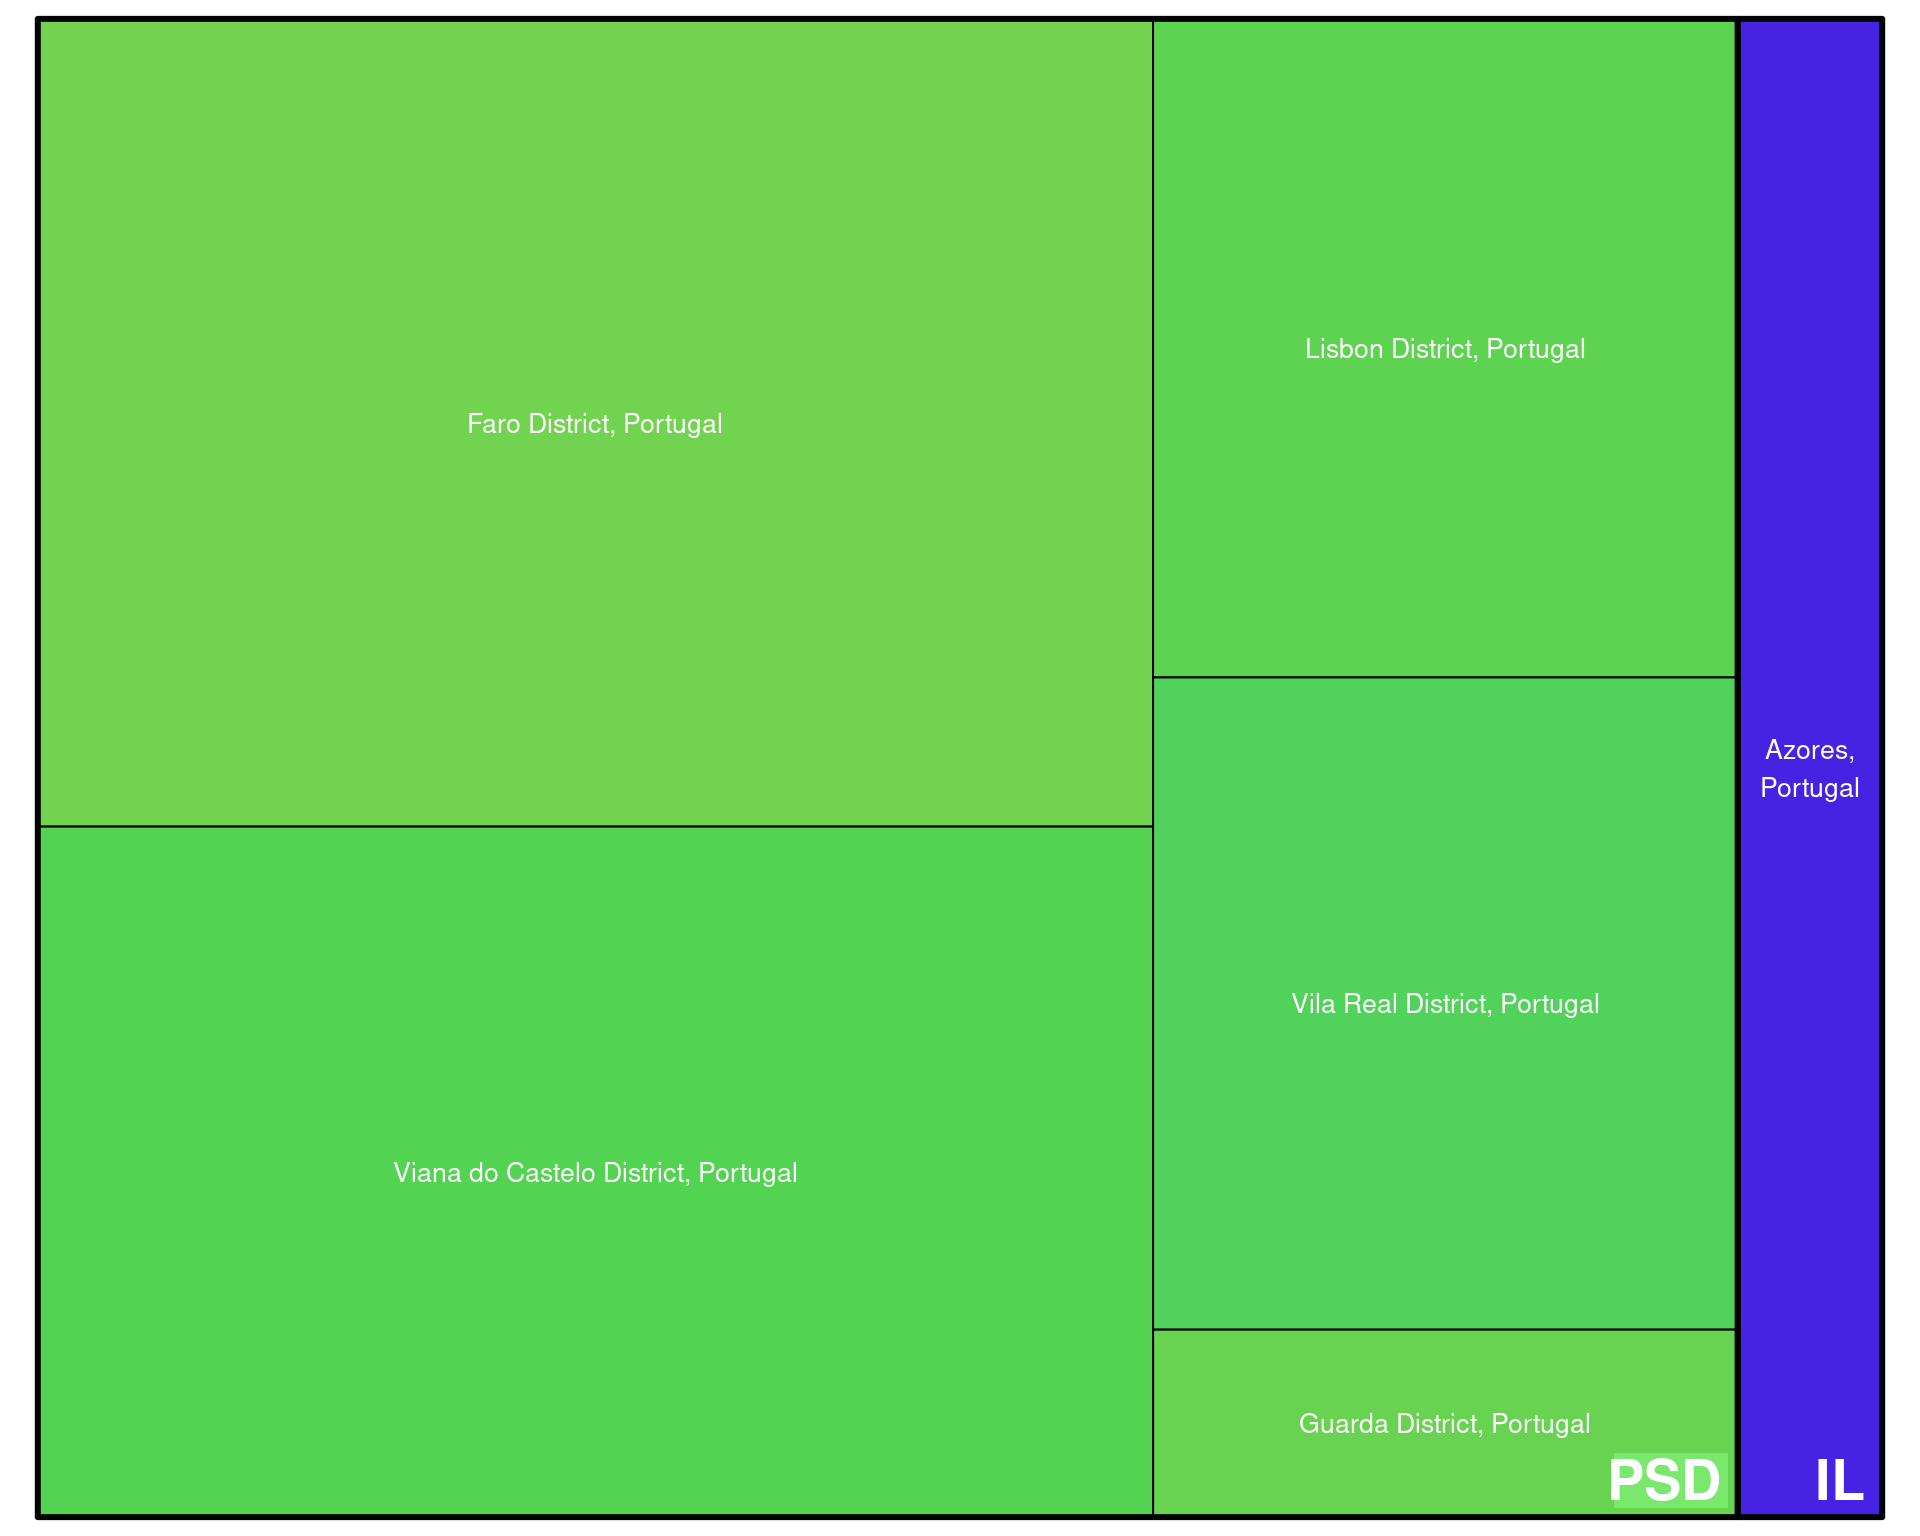 Faro District, Portugal
Viana do Castelo District, Portugal
Lisbon District, Portugal
Vila Real District, Portugal
Guarda District, Portugal
PSD
Azores,
Portugal
IL